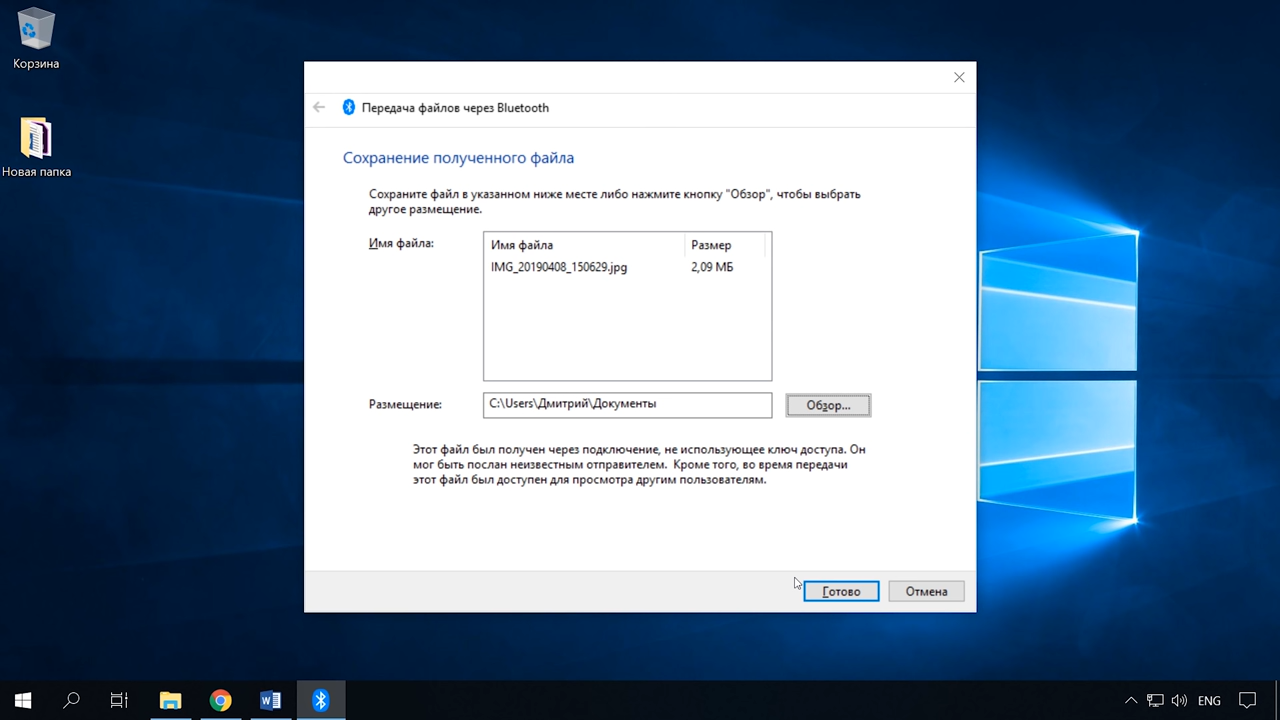 Корзина
Новая папка
Передача файлов через Bluetooth
Сохранение полученного файла
Сохраните файл в указанном ниже месте либо нажмите кнопку "Обзор", чтобы выбрать
другое размещение.
Имя файла:
Имя файла Размер
IMG_20190408_150629.jpg 2,09 МБ
Размещение: C:\Users\Дмитрий\Документы Обзор...
Этот файл был получен через подключение, не использующее ключ доступа. Он
мог быть послан неизвестным отправителем. Кроме того, во время передачи
этот файл был доступен для просмотра другим пользователям.
Готово Отмена
ENG